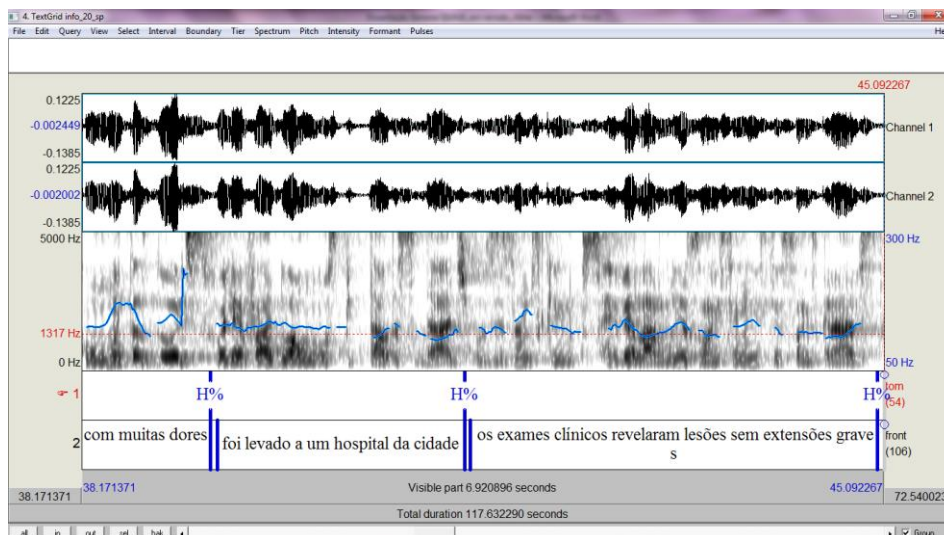 4. TextGrid info_20_sp
File Edit Query View Select Interval Boundary Tier Spectrum Pitch Intensity Formant Pulses He
45.092267
0.1225
-0.002449 Channel 1
-0.1385
0.1225
-0.002002 Channel 2
-0.1385
5000 Hz 300 Hz
1317 Hz
0 Hz 50 Hz
1 H% H% H% tom
(54)
2 com muitas dores foi levado a um hospital da cidade os exames clínicos revelaram lesões sem extensões grave front
s (106)
38.171371 38.171371 Visible part 6.920896 seconds 45.092267 72.540023
Total duration 117.632290 seconds
all in out sel bak Group